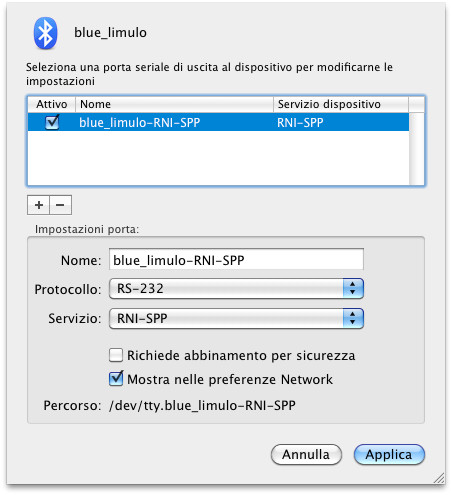 blue_limulo
Seleziona una porta seriale di uscita al dispositivo per modificarne le
impostazioni
Attivo Nome Servizio dispositivo
blue_limulo-RNI-SPP RNI-SPP
+ −
Impostazioni porta:
Nome: blue_limulo-RNI-SPP
Protocollo: RS-232
Servizio: RNI-SPP
Richiede abbinamento per sicurezza
Mostra nelle preferenze Network
Percorso: /dev/tty.blue_limulo-RNI-SPP
Annulla Applica